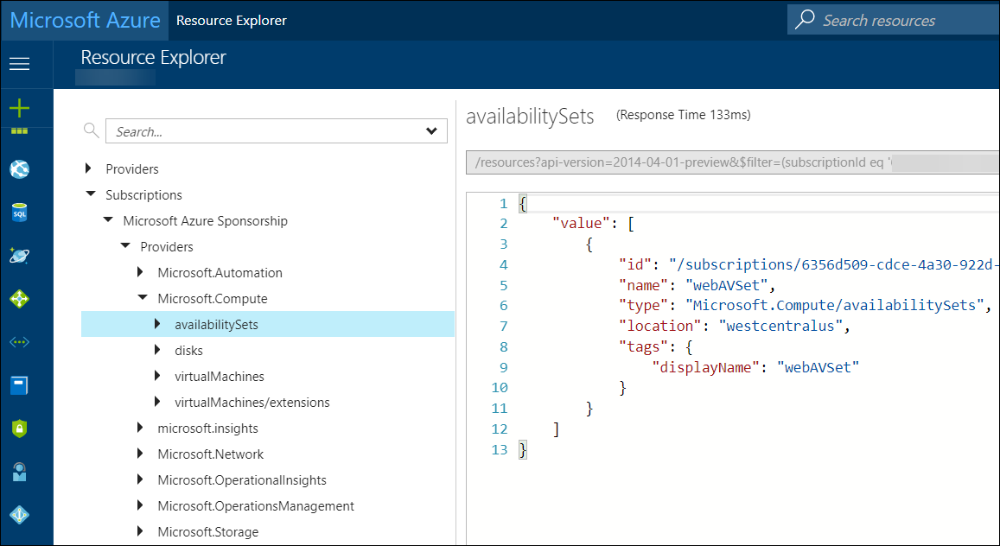 Microsoft Azure Resource Explorer Search resources
Resource Explorer
availabilitySets (Response Time 133ms)
Search...
/resources?api-version=2014-04-01-preview&$filter=(subscriptionId eq '
Providers
Subscriptions
Microsoft Azure Sponsorship
Providers
Microsoft.Automation
Microsoft.Compute
availabilitySets
disks
virtualMachines
virtualMachines/extensions
microsoft.insights
Microsoft.Network
Microsoft.OperationalInsights
Microsoft.OperationsManagement
Microsoft.Storage
SQL
1 {
2 "value": [
3 {
4 "id": "/subscriptions/6356d509-cdce-4a30-922d-
5 "name": "webAVSet",
6 "type": "Microsoft.Compute/availabilitySets",
7 "location": "westcentralus",
8 "tags": {
9 "displayName": "webAVSet"
10 }
11 }
12 ]
13 }